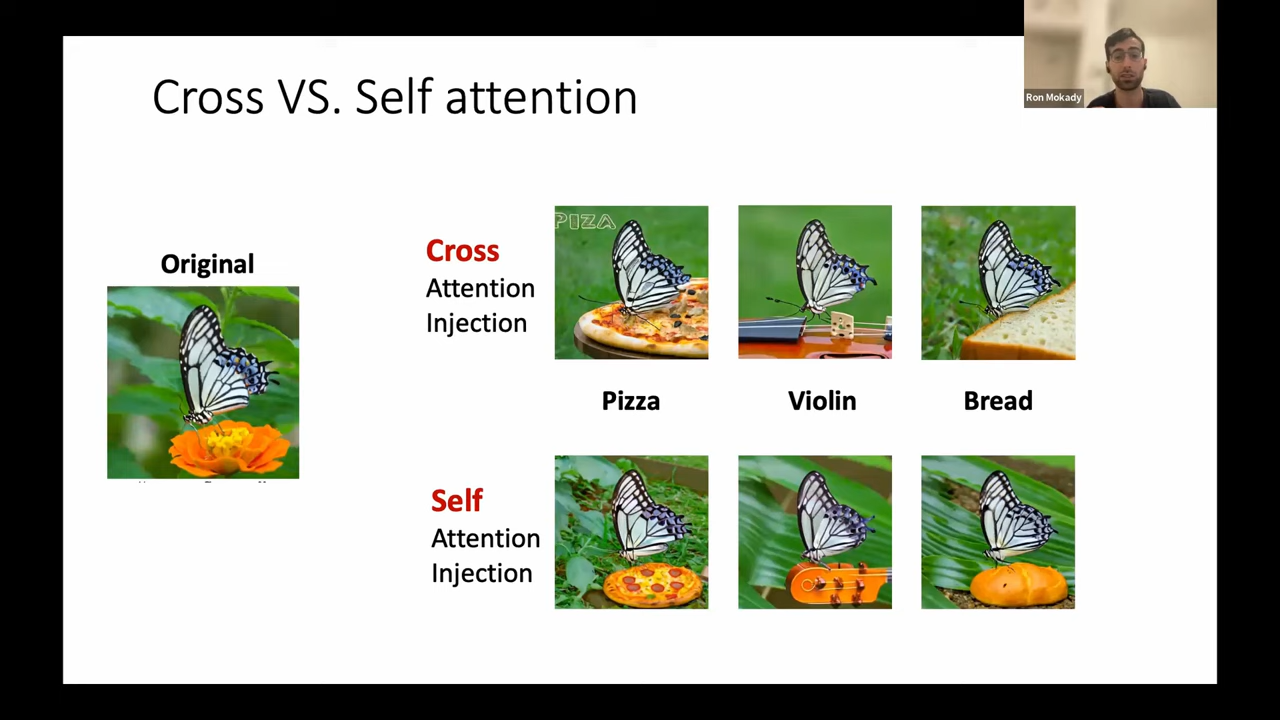 Cross VS. Self attention
Ron Mokady
Original
Cross
Attention
Injection
PIZA
Pizza
Violin
Bread
Self
Attention
Injection